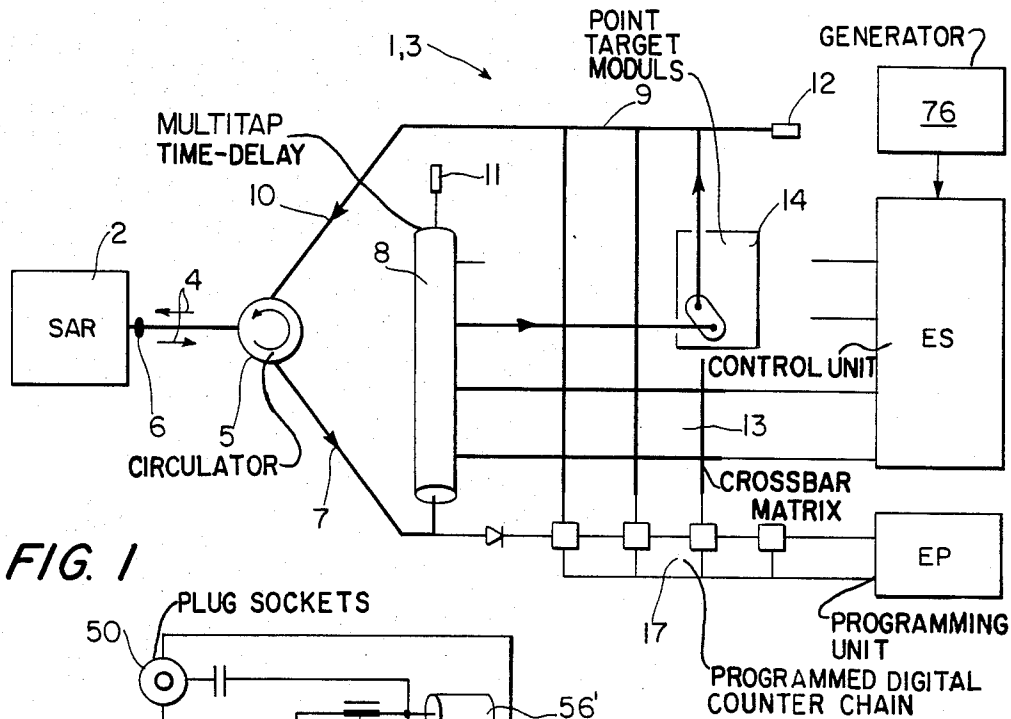 1,3
POINT
TARGET
MODULS
GENERATOR
76
12
9
MULTITAP
TIME-DELAY
11
10
14
2
8
4
SAR
ES
CONTROL UNIT
6
5
13
CIRCULATOR
7
CROSSBAR
MATRIX
EP
FIG. 1
17
PROGRAMMING
UNIT
PLUG SOCKETS
50
PROGRAMMED DIGITAL
COUNTER CHAIN
56'